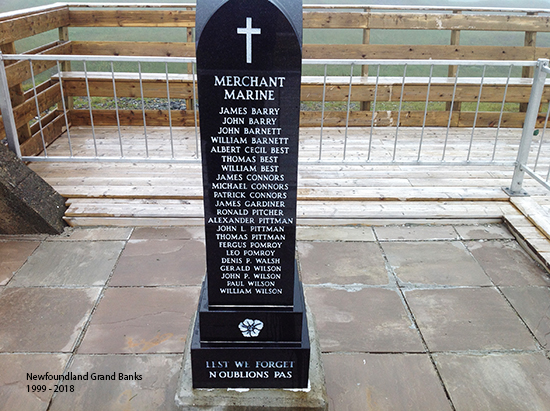 MERCHANT
MARINE
JAMES BARRY
JOHN BARRY
JOHN BARNETT
WILLIAM BARNETT
ALBERT CECIL BEST
THOMAS BEST
WILLIAM BEST
JAMES CONNORS
MICHAEL CONNORS
PATRICK CONNORS
JAMES GARDINER
RONALD PITCHER
ALEXANDER PITTMAN
JOHN L. PITTMAN
THOMAS PITTMAN
FERGUS POMROY
LEO POMROY
DENIS P. WALSH
GERALD WILSON
JOHN P. WILSON
PAUL WILSON
WILLIAM WILSON
LEST WE FORGET
N OUBLIONS PAS
Newfoundland Grand Banks
1999 - 2018